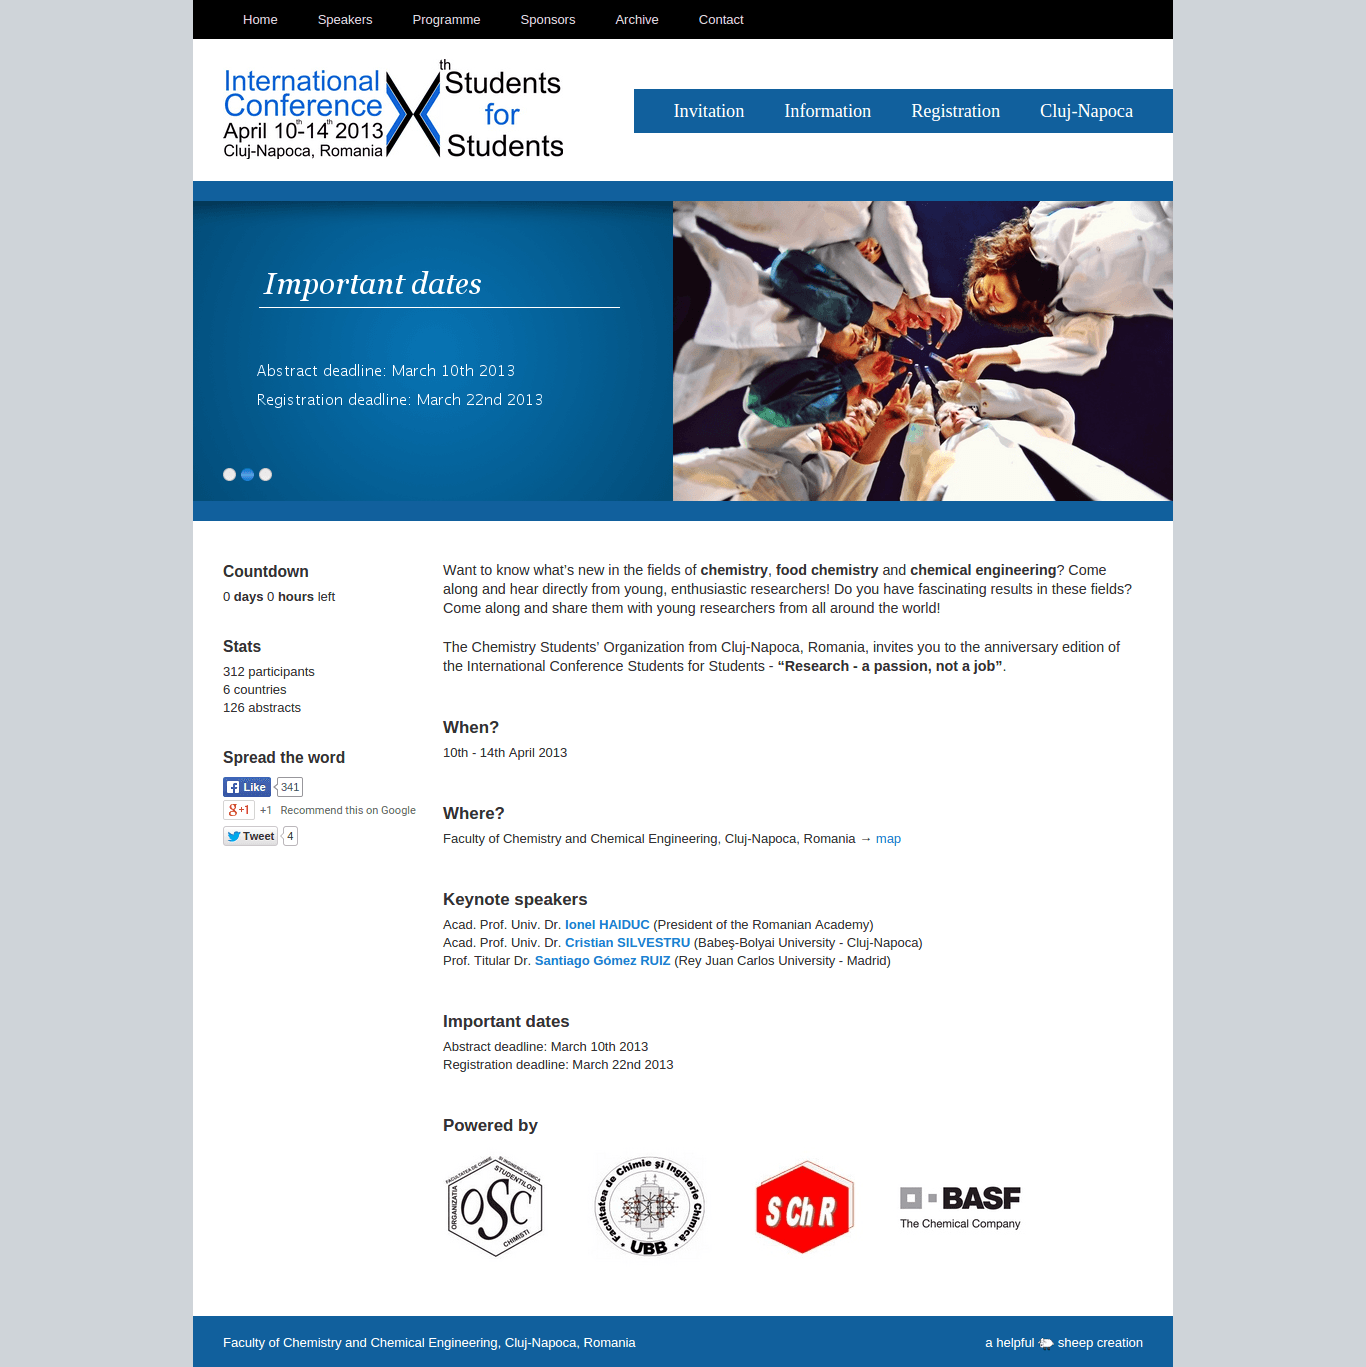 Home Speakers Programme Sponsors Archive Contact
International Conference
April 10th-14th 2013
Cluj-Napoca, Romania
Xth Students
for
Students
Invitation Information Registration Cluj-Napoca
Important dates
Abstract deadline: March 10th 2013
Registration deadline: March 22nd 2013
Countdown
0 days 0 hours left
Stats
312 participants
6 countries
126 abstracts
Spread the word
Like 341
g+1 +1 Recommend this on Google
Tweet 4
Want to know what’s new in the fields of chemistry, food chemistry and chemical engineering? Come
along and hear directly from young, enthusiastic researchers! Do you have fascinating results in these fields?
Come along and share them with young researchers from all around the world!
The Chemistry Students’ Organization from Cluj-Napoca, Romania, invites you to the anniversary edition of
the International Conference Students for Students - “Research - a passion, not a job”.
When?
10th - 14th April 2013
Where?
Faculty of Chemistry and Chemical Engineering, Cluj-Napoca, Romania → map
Keynote speakers
Acad. Prof. Univ. Dr. Ionel HAIDUC (President of the Romanian Academy)
Acad. Prof. Univ. Dr. Cristian SILVESTRU (Babeş-Bolyai University - Cluj-Napoca)
Prof. Titular Dr. Santiago Gómez RUIZ (Rey Juan Carlos University - Madrid)
Important dates
Abstract deadline: March 10th 2013
Registration deadline: March 22nd 2013
Powered by
FACULTATEA DE CHIMIE SI INGINERIE CHIMICA
ORGANIZATIA STUDENTILOR CHIMISTI
OSC
Facultatea de Chimie şi Inginerie Chimică
UBB
S Ch R
BASF
The Chemical Company
Faculty of Chemistry and Chemical Engineering, Cluj-Napoca, Romania
a helpful sheep creation